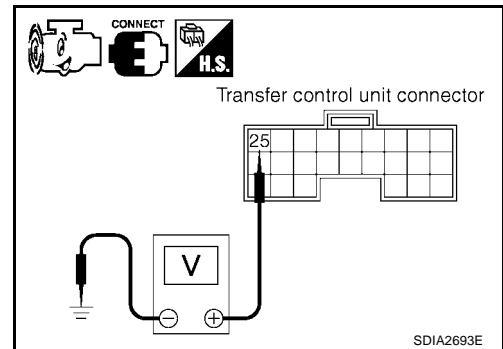 CONNECT
H.S.
Transfer control unit connector
25
V
− +
SDIA2693E